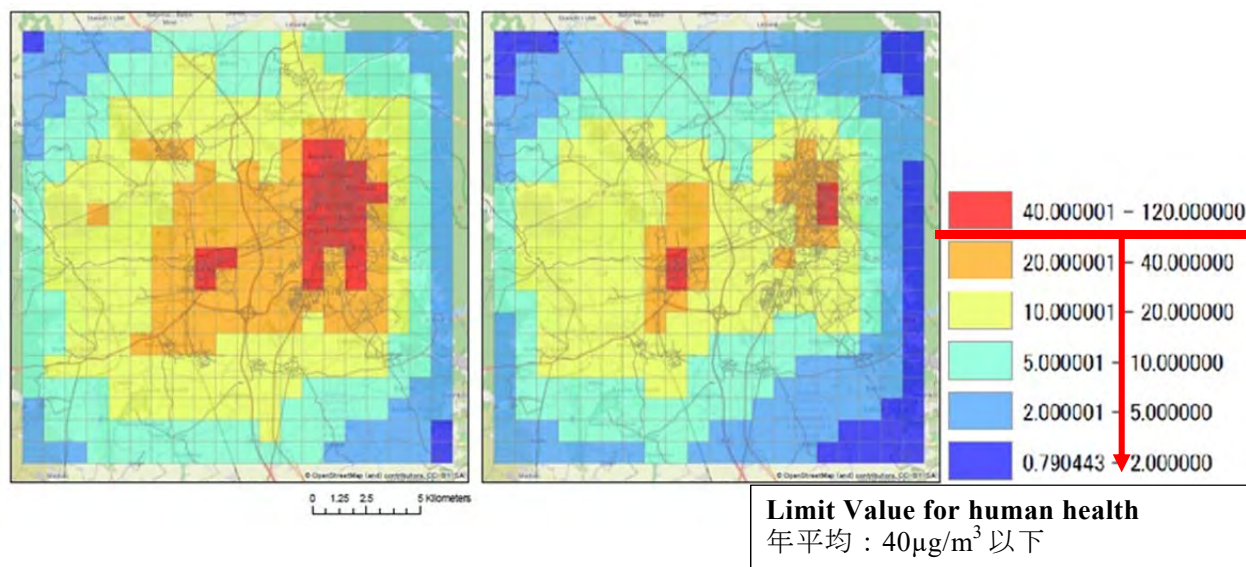 © OpenStreetMap (and) contributors, CC-BY-SA
© OpenStreetMap (and) contributors, CC-BY-SA
0 1.25 2.5 5 Kilometers
40.000001 – 120.000000
20.000001 – 40.000000
10.000001 – 20.000000
5.000001 – 10.000000
2.000001 – 5.000000
0.790443 – 2.000000
Limit Value for human health
年平均：40μg/m³ 以下